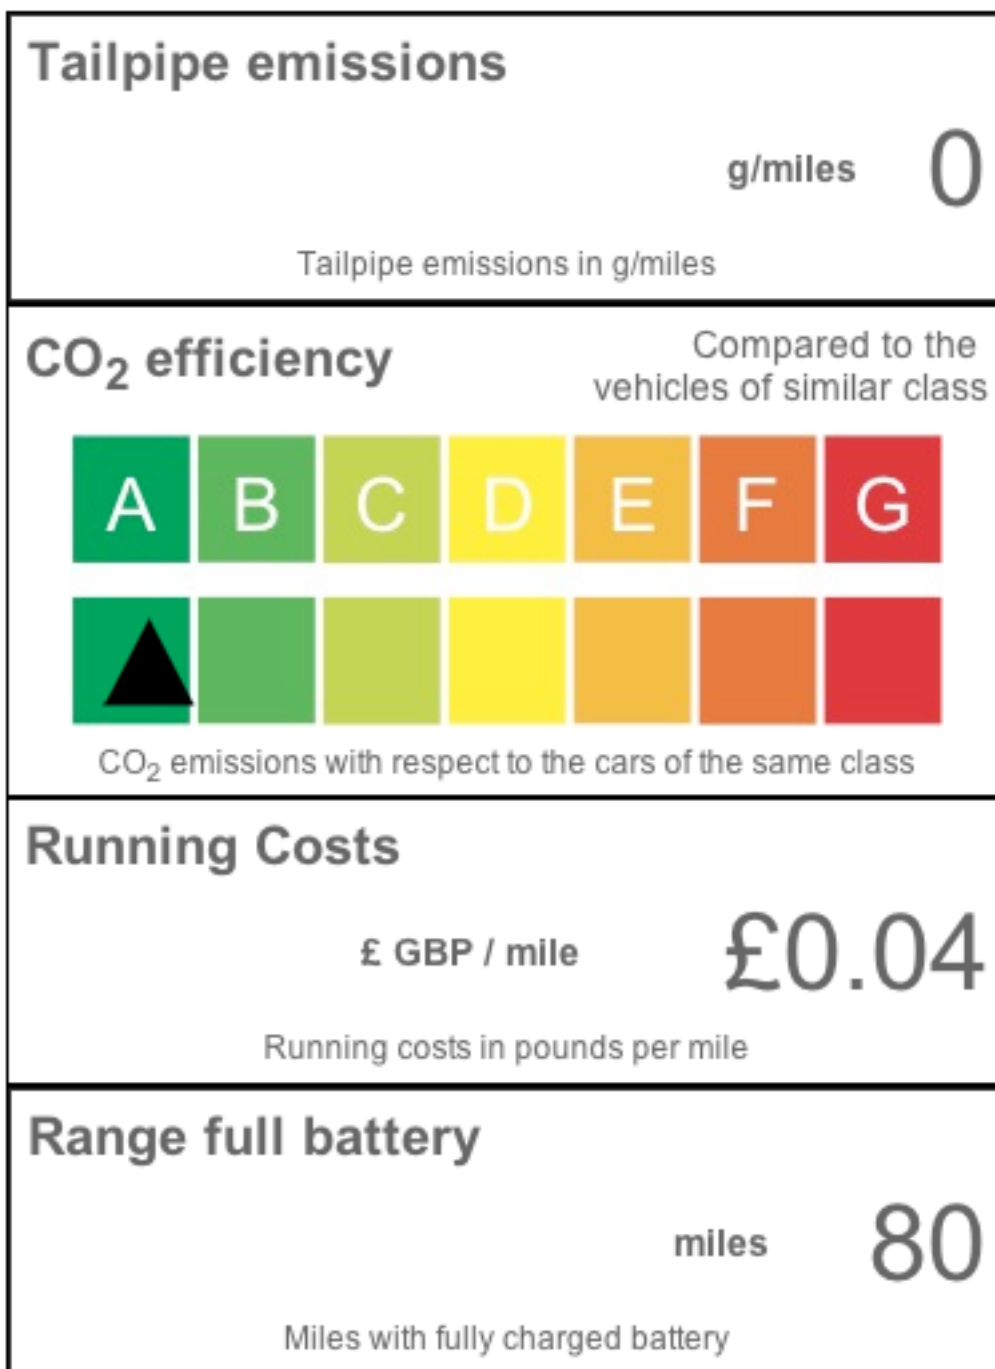 Tailpipe emissions
g/miles 0
Tailpipe emissions in g/miles
CO₂ efficiency
Compared to the
vehicles of similar class
A B C D E F G
CO₂ emissions with respect to the cars of the same class
Running Costs
£ GBP / mile £0.04
Running costs in pounds per mile
Range full battery
miles 80
Miles with fully charged battery